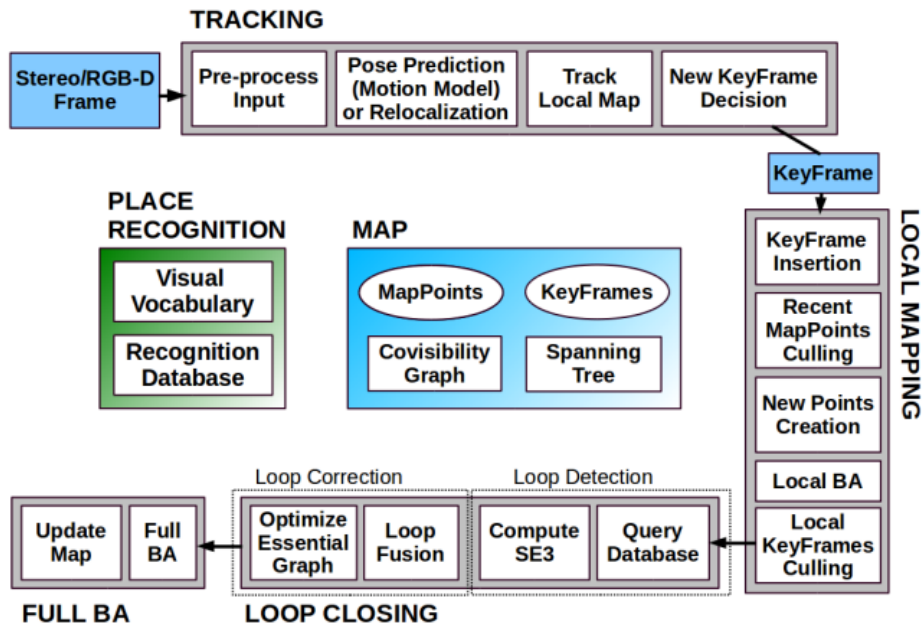 TRACKING
Stereo/RGB-D
Frame
Pre-process
Input
Pose Prediction
(Motion Model)
or Relocalization
Track
Local Map
New KeyFrame
Decision
KeyFrame
PLACE
RECOGNITION
Visual
Vocabulary
Recognition
Database
MAP
MapPoints
KeyFrames
Covisibility
Graph
Spanning
Tree
LOCAL MAPPING
KeyFrame
Insertion
Recent
MapPoints
Culling
New Points
Creation
Local BA
Local
KeyFrames
Culling
Loop Correction
Loop Detection
Optimize
Essential
Graph
Loop
Fusion
Compute
SE3
Query
Database
Update
Map
Full
BA
FULL BA
LOOP CLOSING